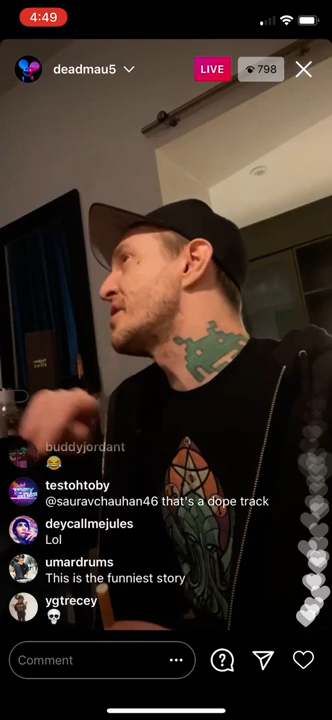 4:49
deadmau5
LIVE
798
buddyjordant
😂
testohtoby
@sauravchauhan46 that's a dope track
deycallmejules
Lol
umardrums
This is the funniest story
ygtrecey
💀
Comment